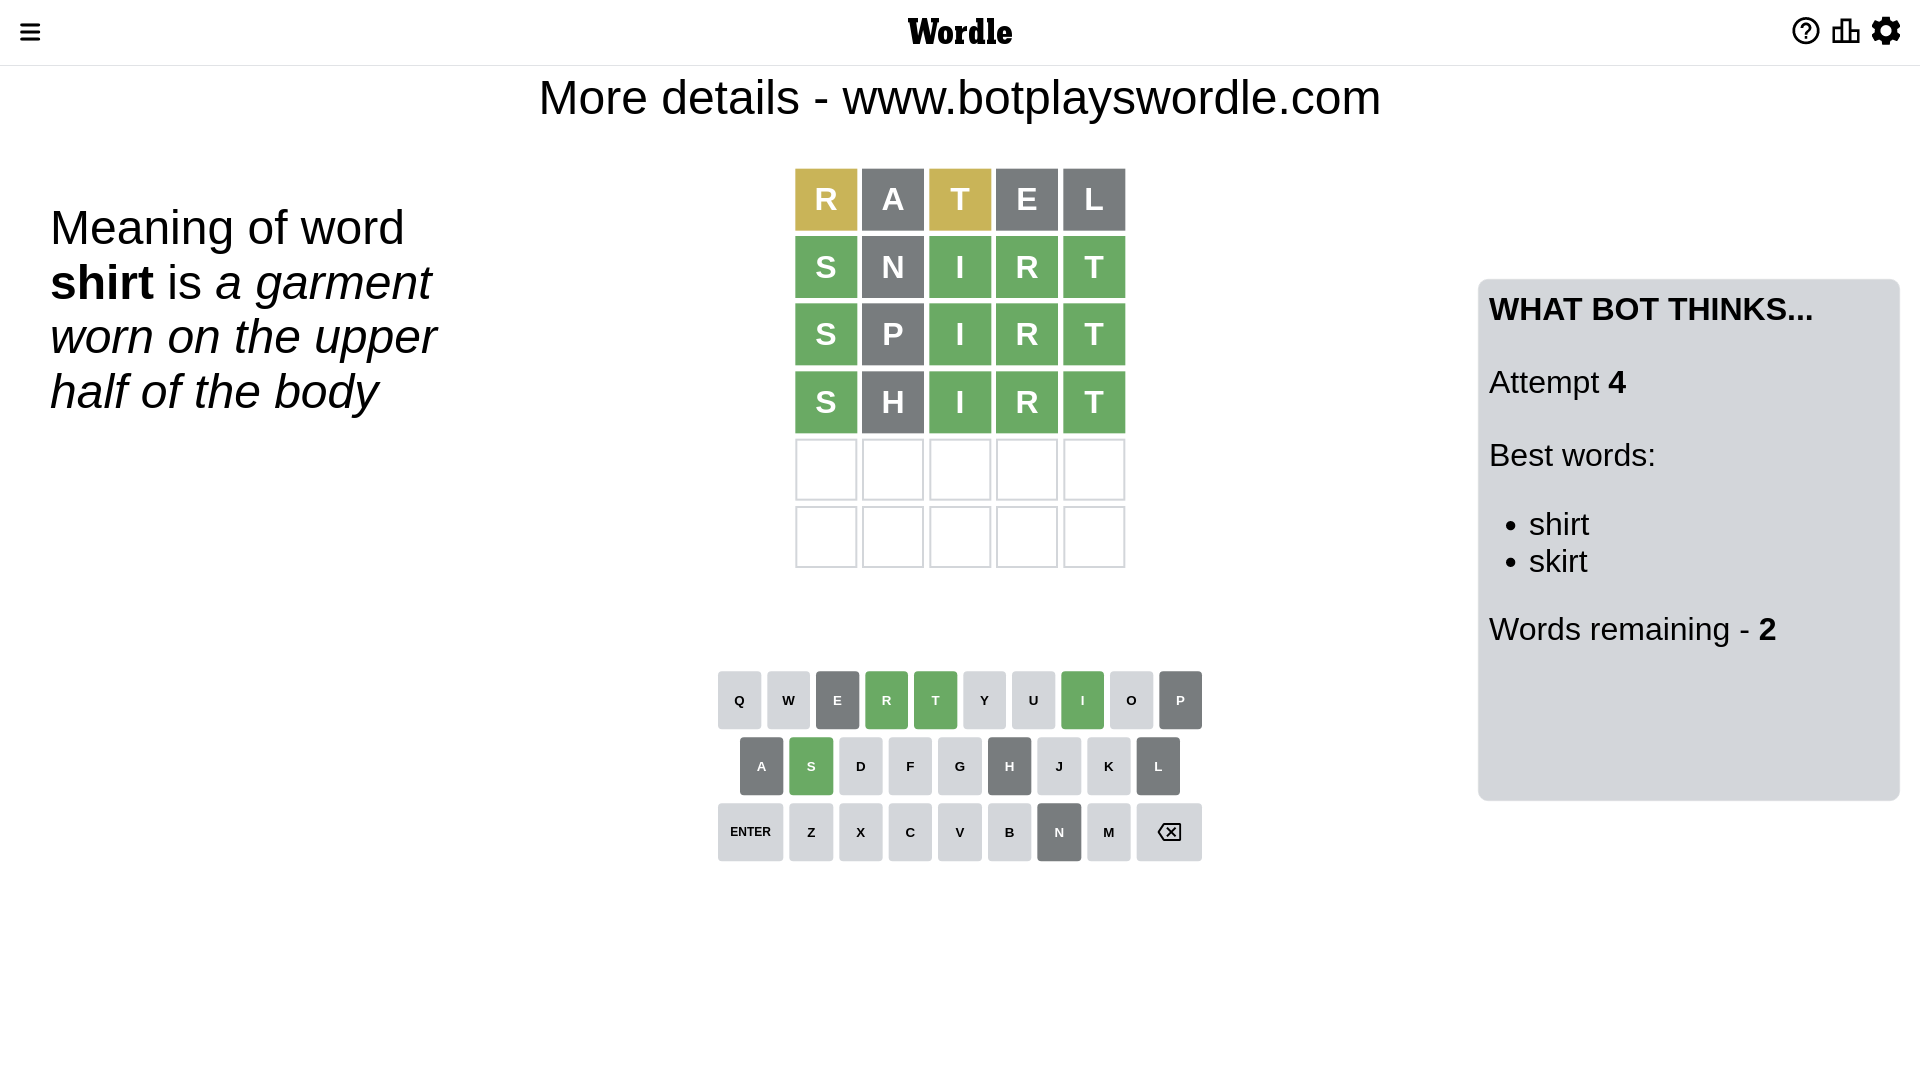 Wordle
More details - www.botplayswordle.com
Meaning of word
shirt is a garment
worn on the upper
half of the body
R A T E L
S N I R T
S P I R T
S H I R T
WHAT BOT THINKS...
Attempt 4
Best words:
• shirt
• skirt
Words remaining - 2
Q W E R T Y U I O P
A S D F G H J K L
ENTER Z X C V B N M